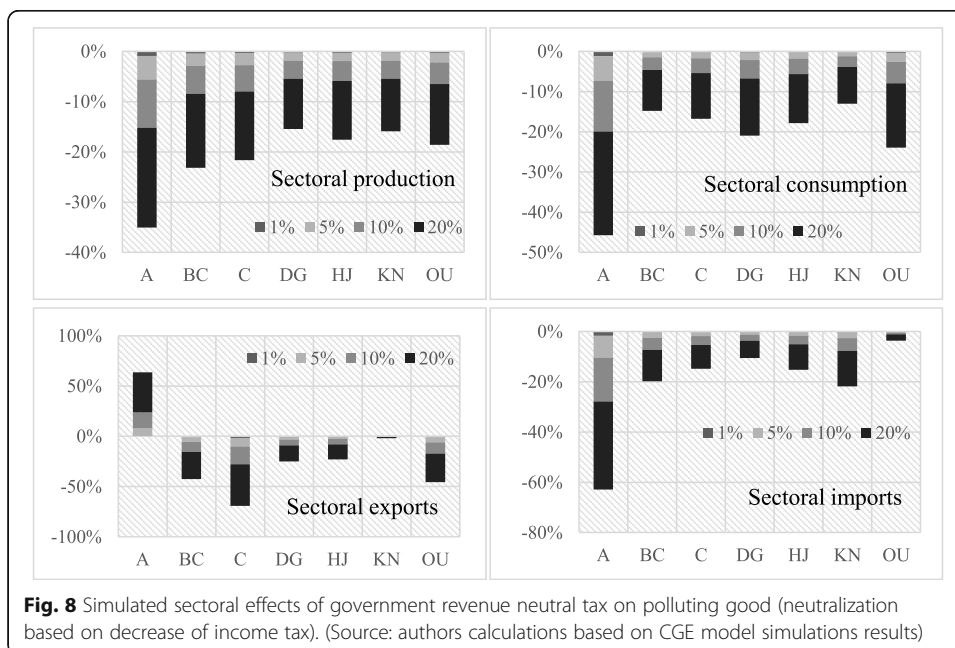 0%
-10%
-20%
-30%
-40%
Sectoral production
1% 5% 10% 20%
A BC C DG HJ KN OU
0%
-10%
-20%
-30%
-40%
-50%
Sectoral consumption
1% 5% 10% 20%
A BC C DG HJ KN OU
100%
50%
0%
-50%
-100%
1% 5% 10% 20%
Sectoral exports
A BC C DG HJ KN OU
0%
-20%
-40%
-60%
-80%
1% 5% 10% 20%
Sectoral imports
A BC C DG HJ KN OU
Fig. 8 Simulated sectoral effects of government revenue neutral tax on polluting good (neutralization
based on decrease of income tax). (Source: authors calculations based on CGE model simulations results)